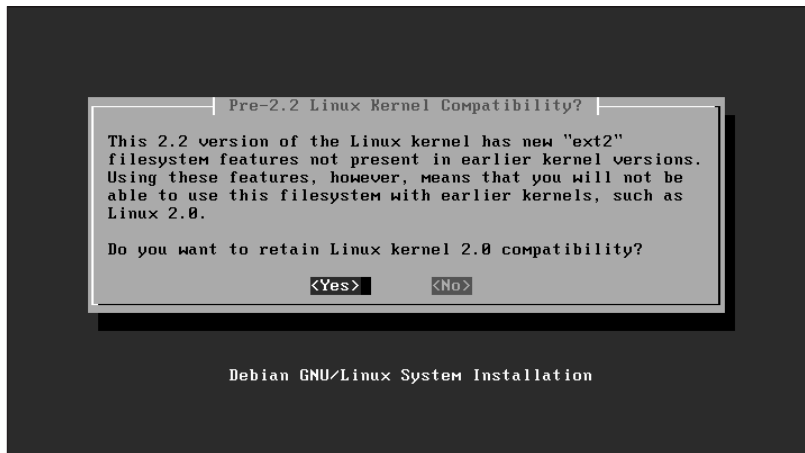 Pre-2.2 Linux Kernel Compatibility?
This 2.2 version of the Linux kernel has new "ext2"
filesystem features not present in earlier kernel versions.
Using these features, however, means that you will not be
able to use this filesystem with earlier kernels, such as
Linux 2.0.
Do you want to retain Linux kernel 2.0 compatibility?
<Yes> <No>
Debian GNU/Linux System Installation